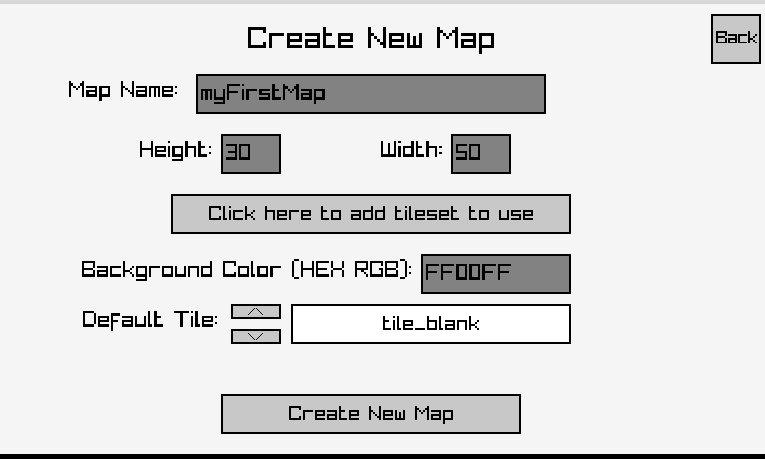 Create New Map
Back
Map Name: myFirstMap
Height: 30 Width: 50
Click here to add tileset to use
Background Color (HEX RGB): FF00FF
Default Tile: tile_blank
Create New Map